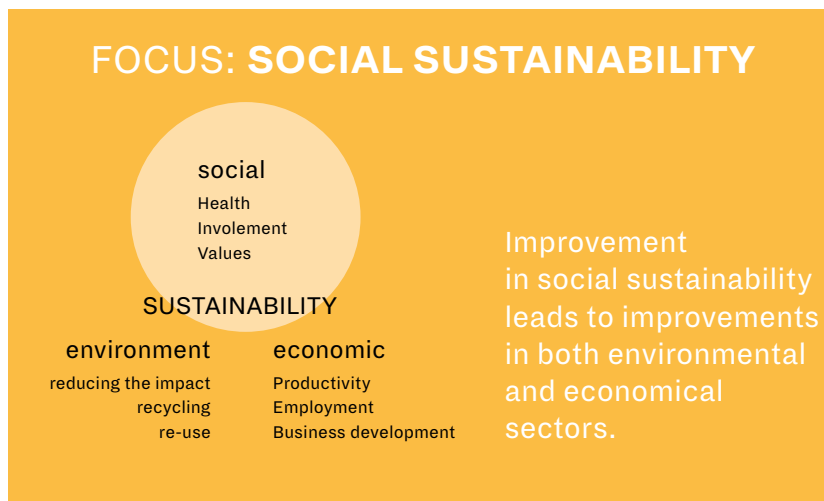 FOCUS: SOCIAL SUSTAINABILITY
social
Health
Involement
Values
SUSTAINABILITY
environment
reducing the impact
recycling
re-use
economic
Productivity
Employment
Business development
Improvement
in social sustainability
leads to improvements
in both environmental
and economical
sectors.